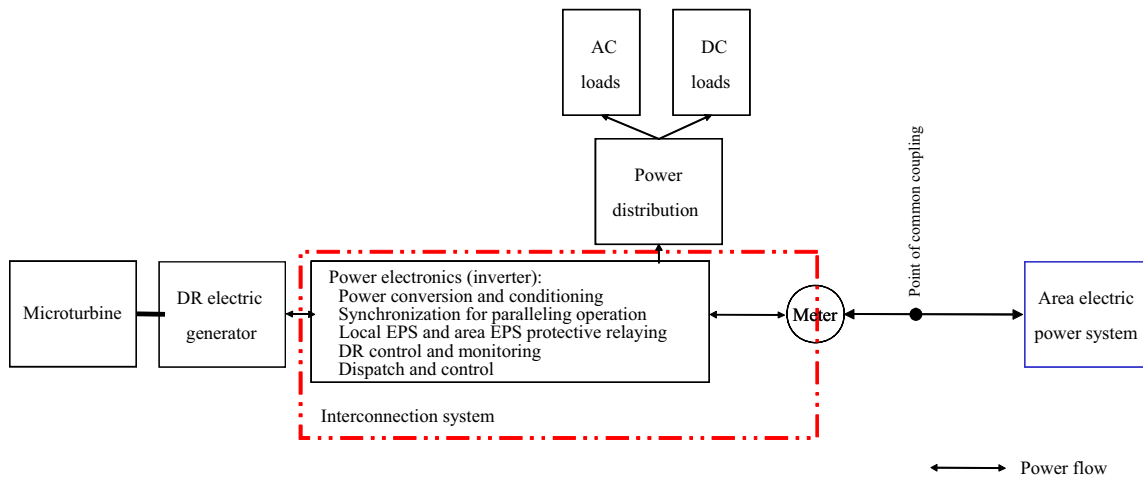 AC
loads
DC
loads
Power
distribution
Point of common coupling
Microturbine
DR electric
generator
Power electronics (inverter):
Power conversion and conditioning
Synchronization for paralleling operation
Local EPS and area EPS protective relaying
DR control and monitoring
Dispatch and control
Interconnection system
Meter
Area electric
power system
Power flow